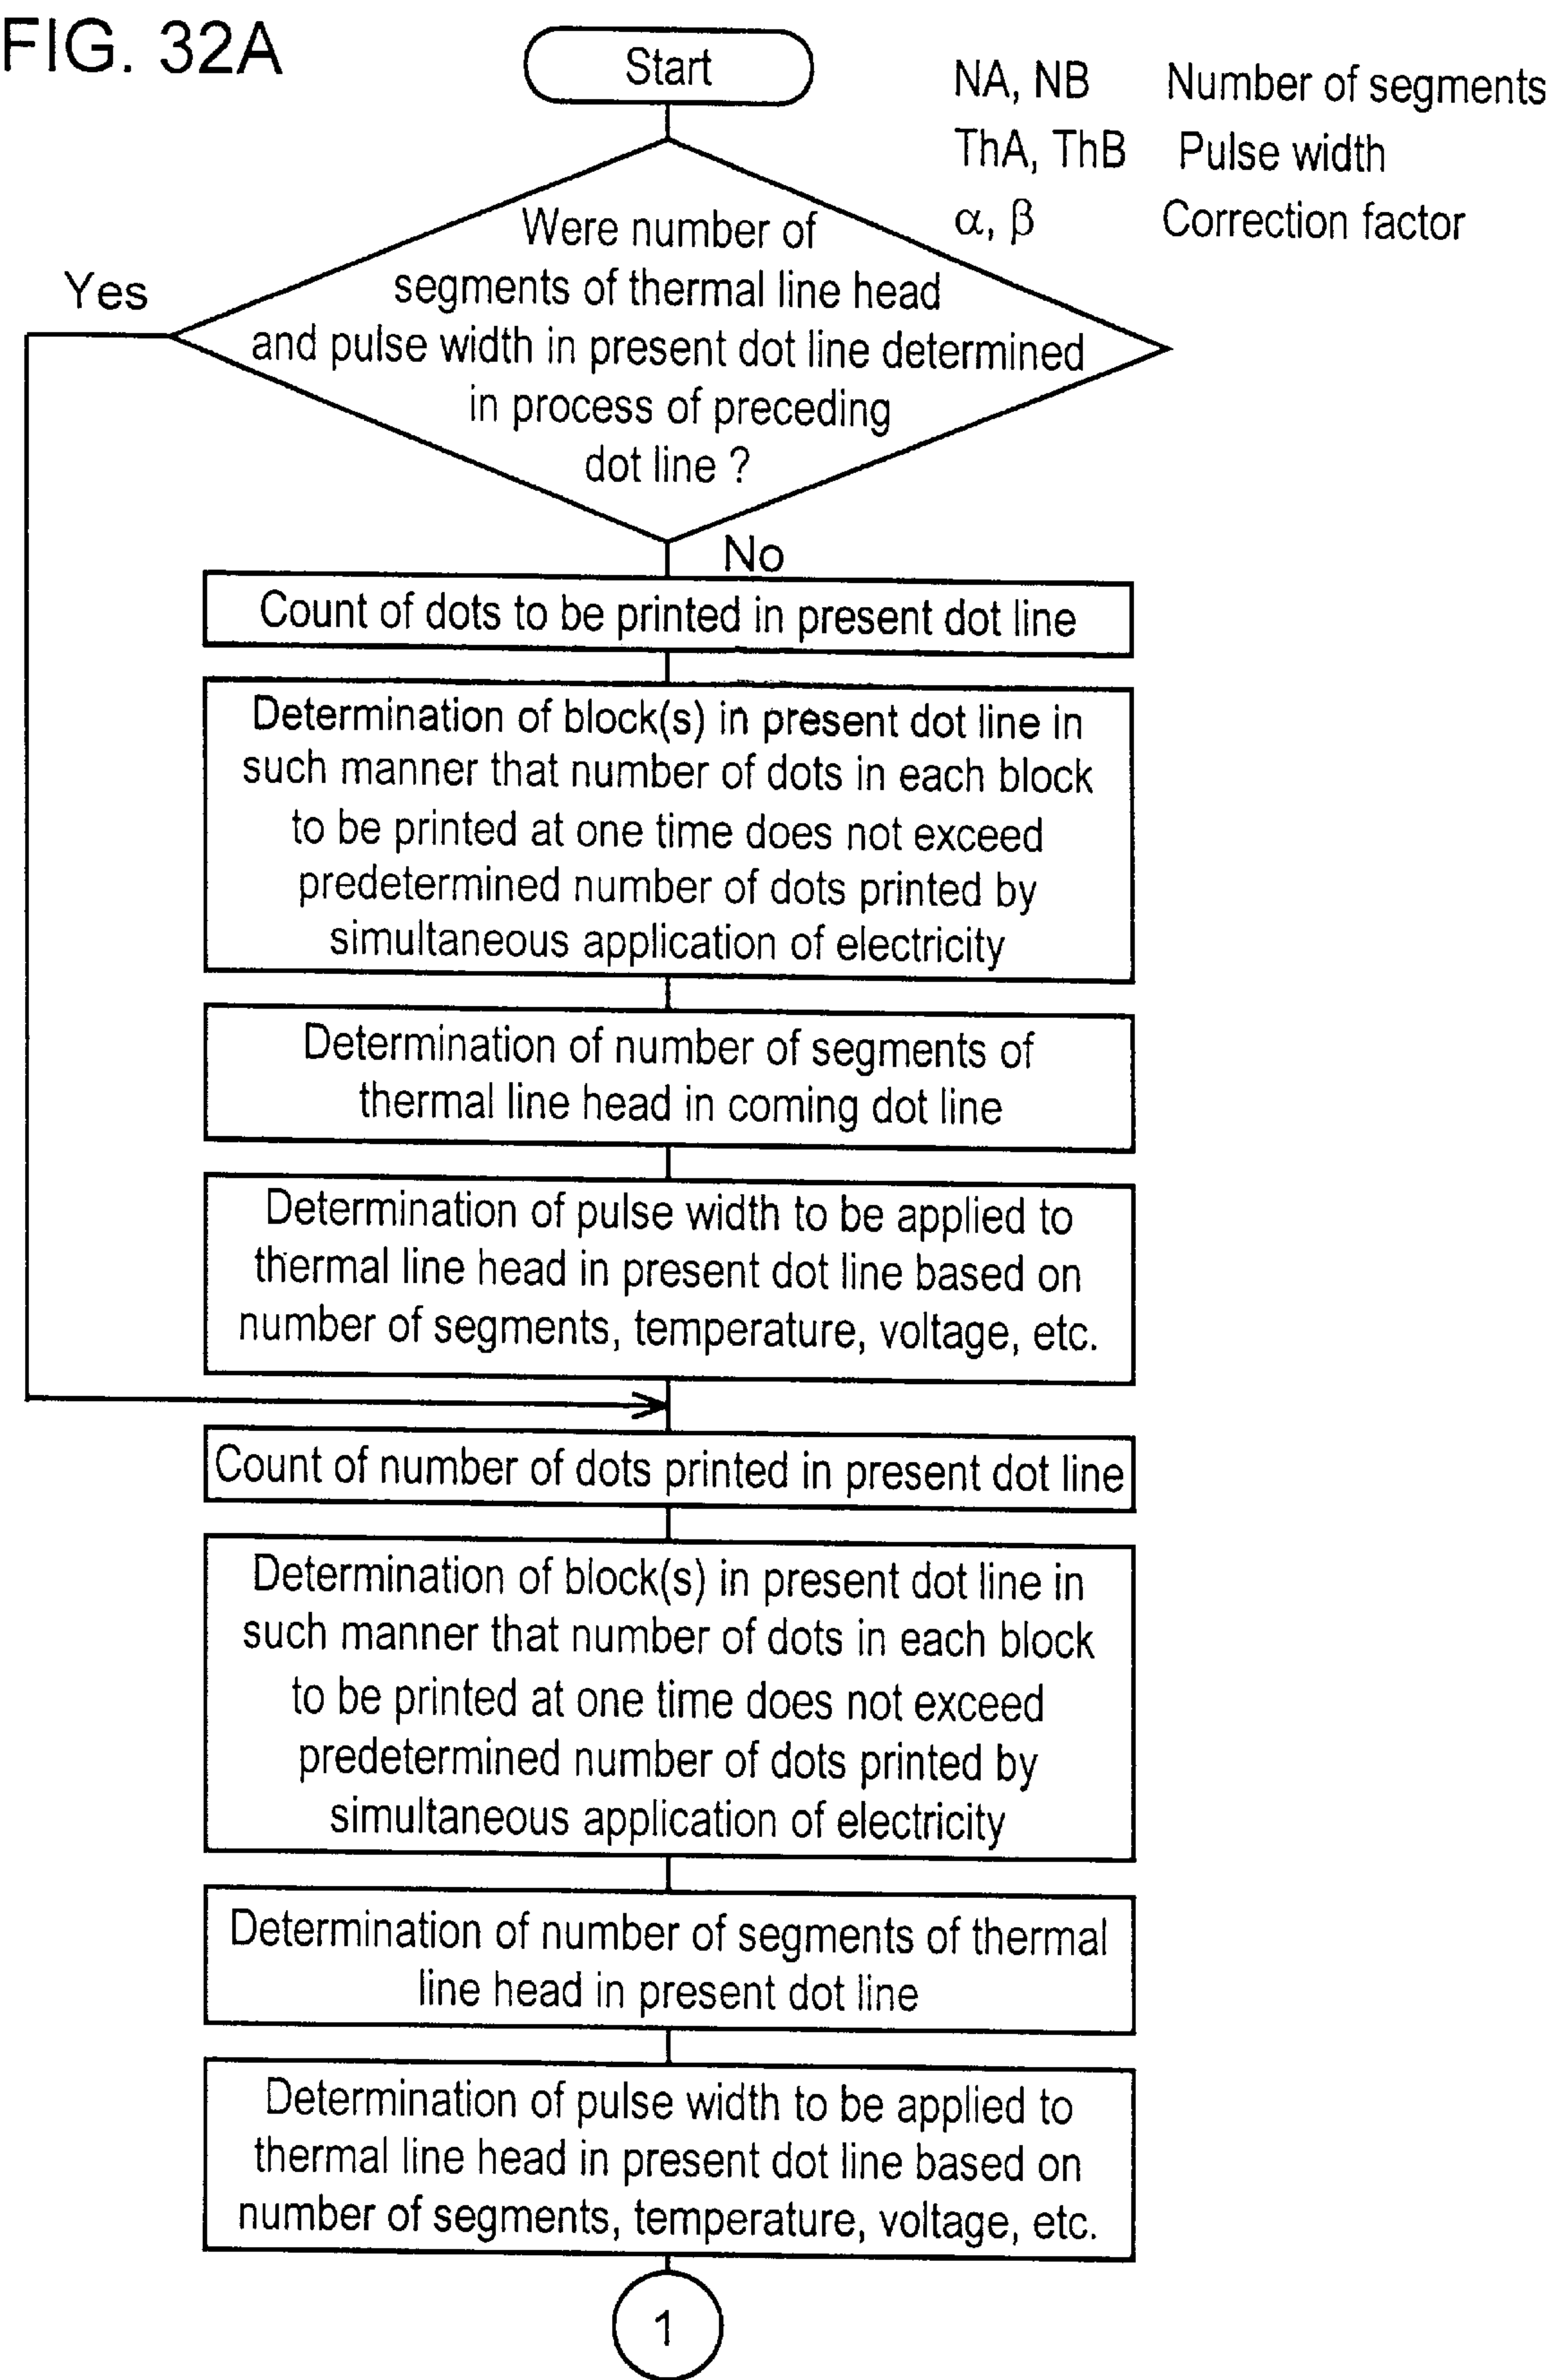 FIG. 32A
Start
NA, NB Number of segments
ThA, ThB Pulse width
α, β Correction factor
Were number of
segments of thermal line head
and pulse width in present dot line determined
in process of preceding
dot line ?
Yes
No
Count of dots to be printed in present dot line
Determination of block(s) in present dot line in
such manner that number of dots in each block
to be printed at one time does not exceed
predetermined number of dots printed by
simultaneous application of electricity
Determination of number of segments of
thermal line head in coming dot line
Determination of pulse width to be applied to
thermal line head in present dot line based on
number of segments, temperature, voltage, etc.
Count of number of dots printed in present dot line
Determination of block(s) in present dot line in
such manner that number of dots in each block
to be printed at one time does not exceed
predetermined number of dots printed by
simultaneous application of electricity
Determination of number of segments of thermal
line head in present dot line
Determination of pulse width to be applied to
thermal line head in present dot line based on
number of segments, temperature, voltage, etc.
1